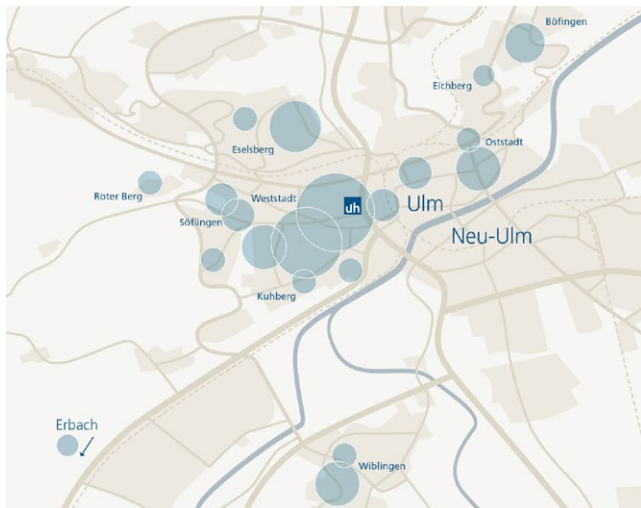 Böfingen
Eichberg
Oststadt
Eselsberg
Roter Berg
Weststadt
uh
Ulm
Söflingen
Neu-Ulm
Kuhberg
Erbach
Wiblingen